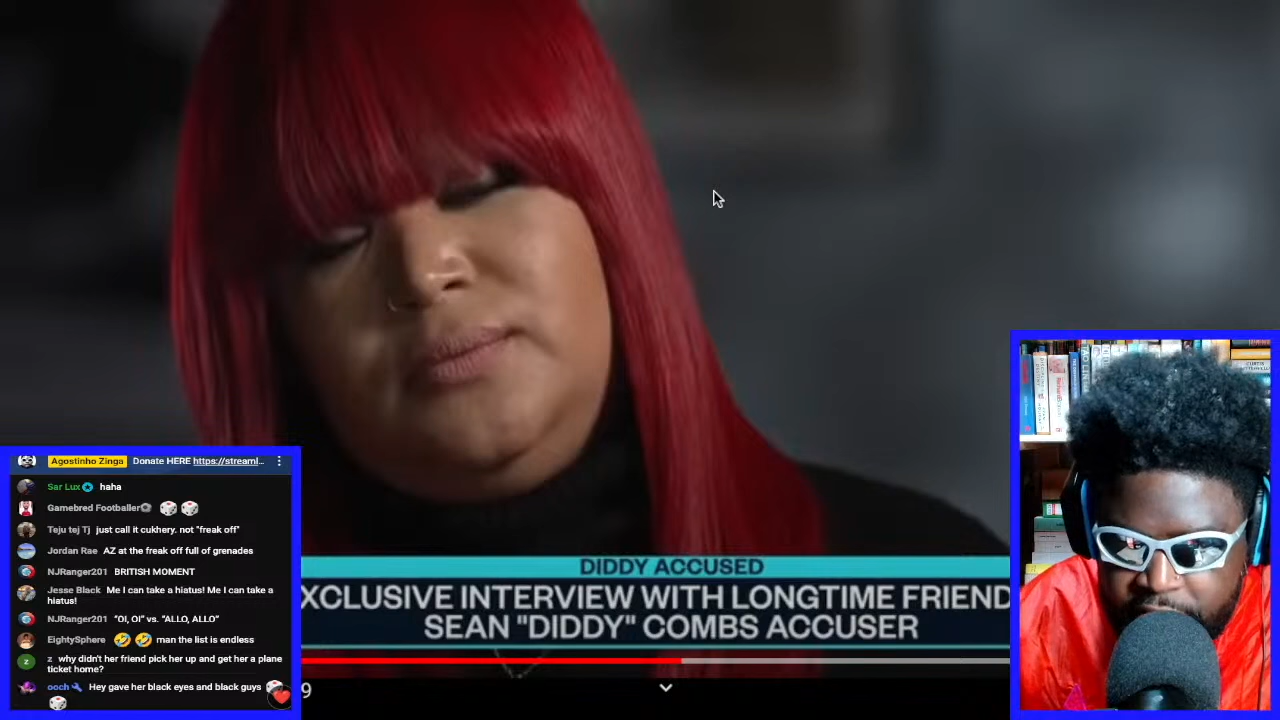 DIDDY ACCUSED
XCLUSIVE INTERVIEW WITH LONGTIME FRIEND
SEAN "DIDDY" COMBS ACCUSER
9
Agostinho Zinga Donate HERE https://streaml...
Sar Lux haha
Gamebred Footballer
Teju tej Tj just call it cukhery. not "freak off"
Jordan Rae AZ at the freak off full of grenades
NJRanger201 BRITISH MOMENT
Jesse Black Me I can take a hiatus! Me I can take a
hiatus!
NJRanger201 “OI, OI” vs. “ALLO, ALLO”
EightySphere man the list is endless
z why didn't her friend pick her up and get her a plane
ticket home?
ooch Hey gave her black eyes and black guys